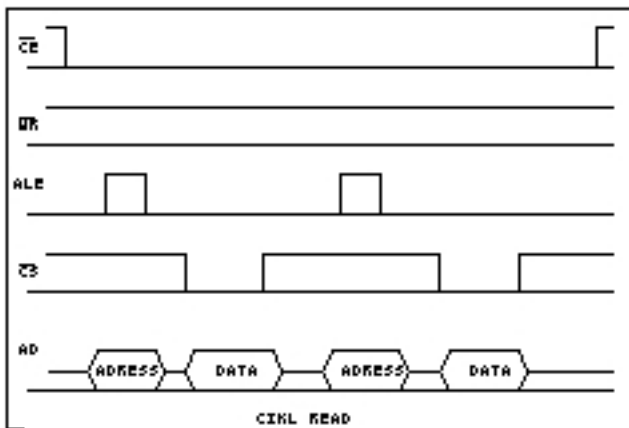 CE
WR
ALE
CS
AD
ADRESS DATA ADRESS DATA
CIKL READ